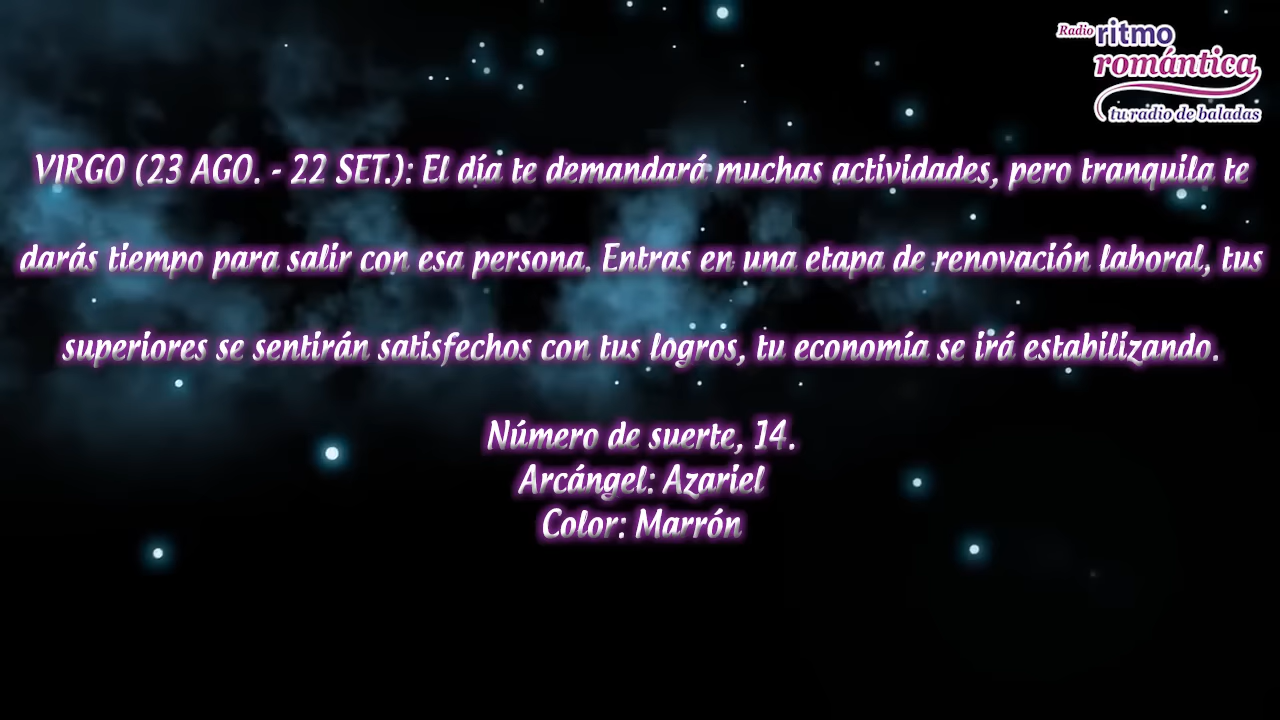 Radio ritmo
romántica
tu radio de baladas
VIRGO (23 AGO. - 22 SET.): El día te demandará muchas actividades, pero tranquila te
darás tiempo para salir con esa persona. Entras en una etapa de renovación laboral, tus
superiores se sentirán satisfechos con tus logros, tu economía se irá estabilizando.
Número de suerte, 14.
Arcángel: Azariel
Color: Marrón